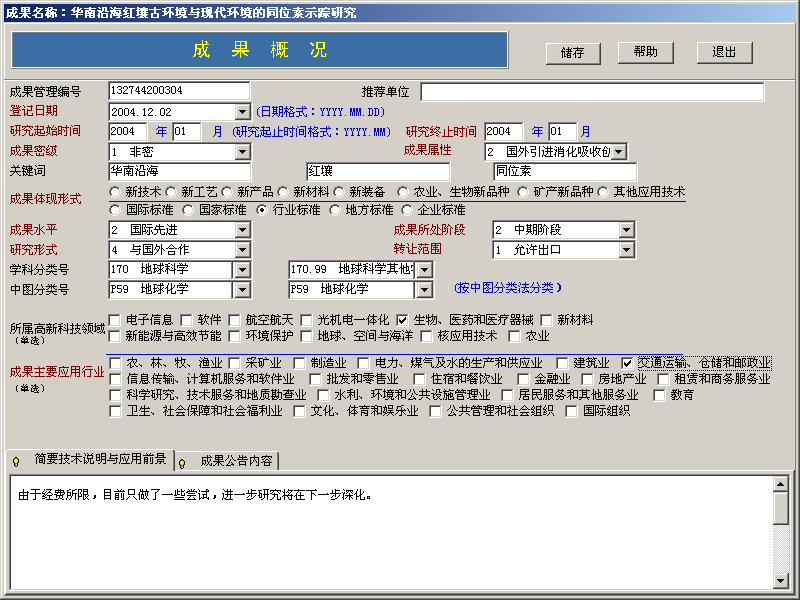 成果名称：华南沿海红壤古环境与现代环境的同位素示踪研究
成 果 概 况 储存 帮助 退出
成果管理编号 132744200304 推荐单位
登记日期 2004.12.02 (日期格式：YYYY.MM.DD)
研究起始时间 2004 年 01 月 (研究起止时间格式：YYYY.MM) 研究终止时间 2004 年 01 月
成果密级 1 非密 成果属性 2 国外引进消化吸收创
关键词 华南沿海 红壤 同位素
成果体现形式 新技术 新工艺 新产品 新材料 新装备 农业、生物新品种 矿产新品种 其他应用技术
国际标准 国家标准 行业标准 地方标准 企业标准
成果水平 2 国际先进 成果所处阶段 2 中期阶段
研究形式 4 与国外合作 转让范围 1 允许出口
学科分类号 170 地球科学 170.99 地球科学其他
中图分类号 P59 地球化学 P59 地球化学 (按中图分类法分类)
所属高新科技领域 (单选) 电子信息 软件 航空航天 光机电一体化 生物、医药和医疗器械 新材料
新能源与高效节能 环境保护 地球、空间与海洋 核应用技术 农业
成果主要应用行业 (单选) 农、林、牧、渔业 采矿业 制造业 电力、煤气及水的生产和供应业 建筑业 交通运输、仓储和邮政业
信息传输、计算机服务和软件业 批发和零售业 住宿和餐饮业 金融业 房地产业 租赁和商务服务业
科学研究、技术服务和地质勘查业 水利、环境和公共设施管理业 居民服务和其他服务业 教育
卫生、社会保障和社会福利业 文化、体育和娱乐业 公共管理和社会组织 国际组织
简要技术说明与应用前景 成果公告内容
由于经费所限，目前只做了一些尝试，进一步研究将在下一步深化。